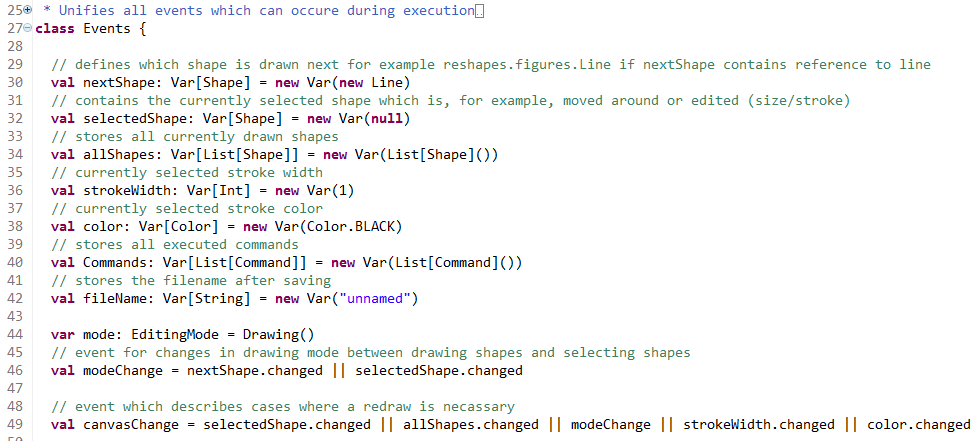 25 * Unifies all events which can occure during execution
27 class Events {
28
29 // defines which shape is drawn next for example reshapes.figures.Line if nextShape contains reference to line
30 val nextShape: Var[Shape] = new Var(new Line)
31 // contains the currently selected shape which is, for example, moved around or edited (size/stroke)
32 val selectedShape: Var[Shape] = new Var(null)
33 // stores all currently drawn shapes
34 val allShapes: Var[List[Shape]] = new Var(List[Shape]())
35 // currently selected stroke width
36 val strokeWidth: Var[Int] = new Var(1)
37 // currently selected stroke color
38 val color: Var[Color] = new Var(Color.BLACK)
39 // stores all executed commands
40 val Commands: Var[List[Command]] = new Var(List[Command]())
41 // stores the filename after saving
42 val fileName: Var[String] = new Var("unnamed")
43
44 var mode: EditingMode = Drawing()
45 // event for changes in drawing mode between drawing shapes and selecting shapes
46 val modeChange = nextShape.changed || selectedShape.changed
47
48 // event which describes cases where a redraw is necassary
49 val canvasChange = selectedShape.changed || allShapes.changed || modeChange || strokeWidth.changed || color.changed